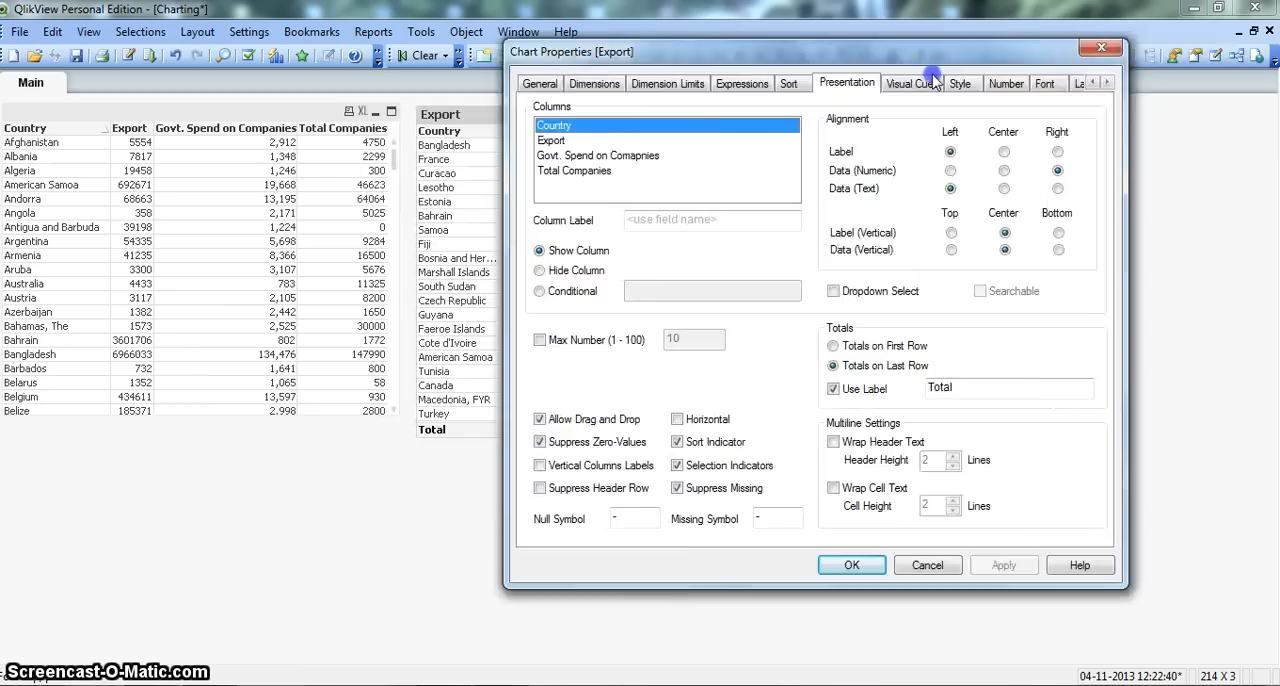 QlikView Personal Edition - [Charting*]
File Edit View Selections Layout Settings Bookmarks Reports Tools Object Window Help
Clear
Main
XL
Country Export Govt. Spend on Companies Total Companies
Afghanistan 5554 2,912 4750
Albania 7817 1,348 2299
Algeria 19458 1,246 300
American Samoa 692671 19,668 46623
Andorra 68663 13,195 64064
Angola 358 2,171 5025
Antigua and Barbuda 39198 1,224 0
Argentina 54335 5,698 9284
Armenia 41235 8,366 16500
Aruba 3300 3,107 5676
Australia 4433 783 11325
Austria 3117 2,105 8200
Azerbaijan 1382 2,442 1650
Bahamas, The 1573 2,525 30000
Bahrain 3601706 802 1772
Bangladesh 6966033 134,476 147990
Barbados 732 1,641 800
Belarus 1352 1,065 58
Belgium 434611 13,597 930
Belize 185371 2,998 2800
Export
Country
Bangladesh
France
Curacao
Lesotho
Estonia
Bahrain
Samoa
Fiji
Bosnia and Her...
Marshall Islands
South Sudan
Czech Republic
Guyana
Faeroe Islands
Cote d'Ivoire
American Samoa
Tunisia
Canada
Macedonia, FYR
Turkey
Total
Chart Properties [Export]
General Dimensions Dimension Limits Expressions Sort Presentation Visual Cues Style Number Font La
Columns
Country
Export
Govt. Spend on Comapnies
Total Companies
Column Label <use field name>
Show Column
Hide Column
Conditional
Max Number (1 - 100) 10
Allow Drag and Drop Horizontal
Suppress Zero-Values Sort Indicator
Vertical Columns Labels Selection Indicators
Suppress Header Row Suppress Missing
Null Symbol - Missing Symbol -
Alignment
Left Center Right
Label
Data (Numeric)
Data (Text)
Top Center Bottom
Label (Vertical)
Data (Vertical)
Dropdown Select Searchable
Totals
Totals on First Row
Totals on Last Row
Use Label Total
Multiline Settings
Wrap Header Text
Header Height 2 Lines
Wrap Cell Text
Cell Height 2 Lines
OK Cancel Apply Help
Screencast-O-Matic.com
04-11-2013 12:22:40* 214 X 3